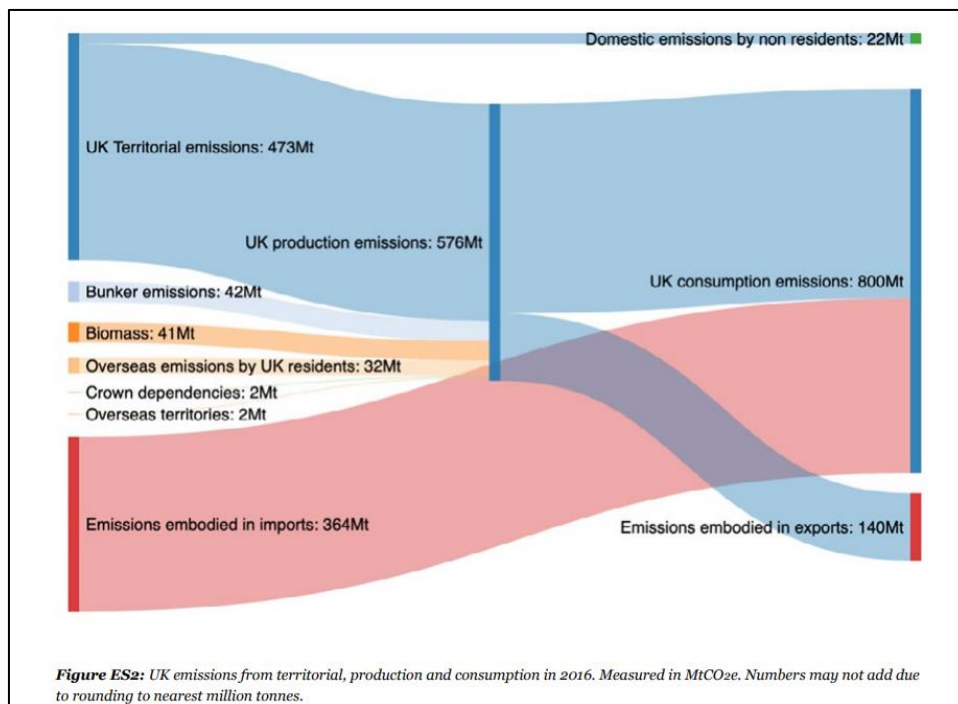 Domestic emissions by non residents: 22Mt
UK Territorial emissions: 473Mt
UK production emissions: 576Mt
UK consumption emissions: 800Mt
Bunker emissions: 42Mt
Biomass: 41Mt
Overseas emissions by UK residents: 32Mt
Crown dependencies: 2Mt
Overseas territories: 2Mt
Emissions embodied in imports: 364Mt
Emissions embodied in exports: 140Mt
Figure ES2: UK emissions from territorial, production and consumption in 2016. Measured in MtCO2e. Numbers may not add due
to rounding to nearest million tonnes.